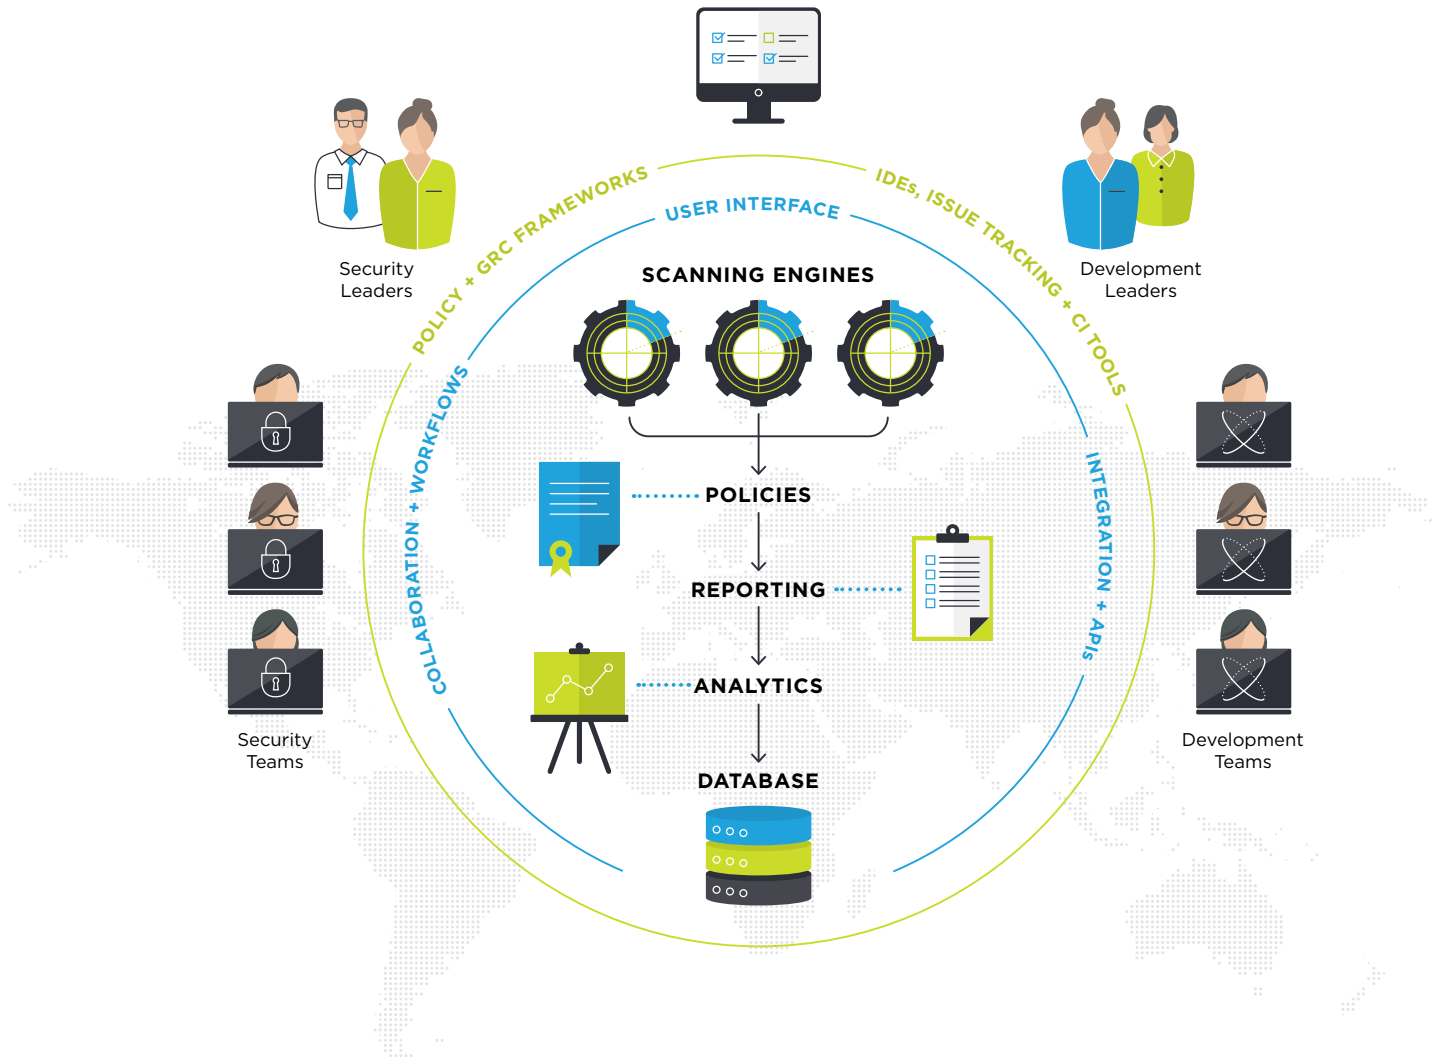 POLICY + GRC FRAMEWORKS
IDEs, ISSUE TRACKING + CI TOOLS
USER INTERFACE
Security
Leaders
Development
Leaders
SCANNING ENGINES
COLLABORATION + WORKFLOWS
INTEGRATION + APIs
POLICIES
REPORTING
ANALYTICS
Security
Teams
Development
Teams
DATABASE